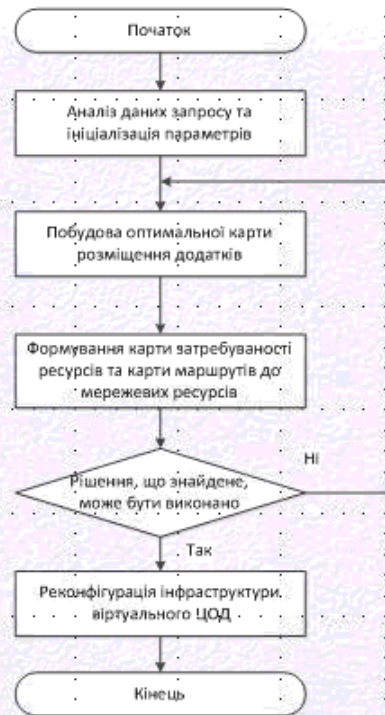 Початок
Аналіз даних запросу та
ініціалізація параметрів
Побудова оптимальної карти
розміщення додатків
Формування карти затребуваності
ресурсів та карти маршрутів до
мережевих ресурсів
Ні
Рішення, що знайдене,
може бути виконано
Так
Реконфігурація інфраструктури
віртуального ЦОД
Кінець